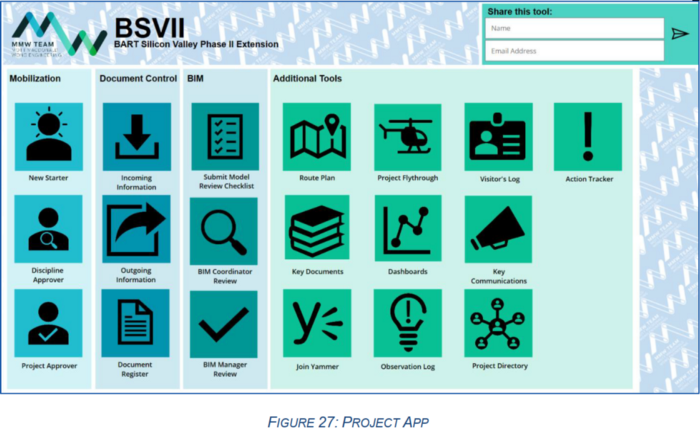 MMW TEAM
BSVII
BART Silicon Valley Phase II Extension
Share this tool:
Name
Email Address
Mobilization
Document Control
BIM
Additional Tools
New Starter
Incoming
Information
Submit Model
Review Checklist
Route Plan
Project Flythrough
Visitor's Log
Action Tracker
Discipline
Approver
Outgoing
Information
BIM Coordinator
Review
Key Documents
Dashboards
Key
Communications
Project Approver
Document
Register
BIM Manager
Review
Join Yammer
Observation Log
Project Directory
FIGURE 27: PROJECT APP